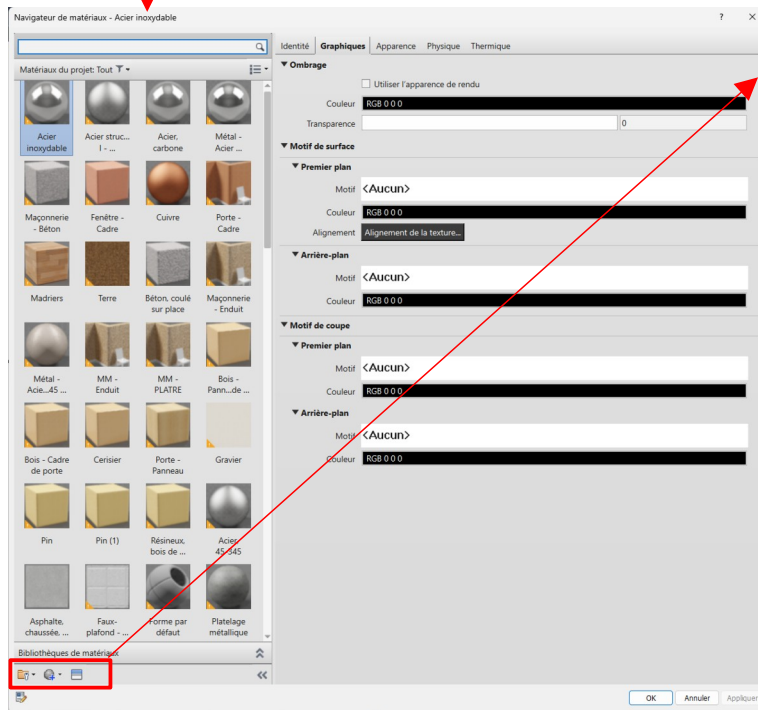 Navigateur de matériaux - Acier inoxydable
? ×
Identité Graphiques Apparence Physique Thermique
Matériaux du projet: Tout
Acier inoxydable
Acier struc... l - ...
Acier, carbone
Métal - Acier ...
Maçonnerie - Béton
Fenêtre - Cadre
Cuivre
Porte - Cadre
Madriers
Terre
Béton, coulé sur place
Maçonnerie - Enduit
Métal - Acie...45 ...
MM - Enduit
MM - PLATRE
Bois - Pann...de ...
Bois - Cadre de porte
Cerisier
Porte - Panneau
Gravier
Pin
Pin (1)
Résineux, bois de ...
Acier, 45-345
Asphalte, chaussée, ...
Faux-plafond - ...
Forme par défaut
Platelage métallique
Bibliothèques de matériaux
Ombrage
Utiliser l'apparence de rendu
Couleur RGB 0 0 0
Transparence 0
Motif de surface
Premier plan
Motif <Aucun>
Couleur RGB 0 0 0
Alignement Alignement de la texture...
Arrière-plan
Motif <Aucun>
Couleur RGB 0 0 0
Motif de coupe
Premier plan
Motif <Aucun>
Couleur RGB 0 0 0
Arrière-plan
Motif <Aucun>
Couleur RGB 0 0 0
OK Annuler Appliquer